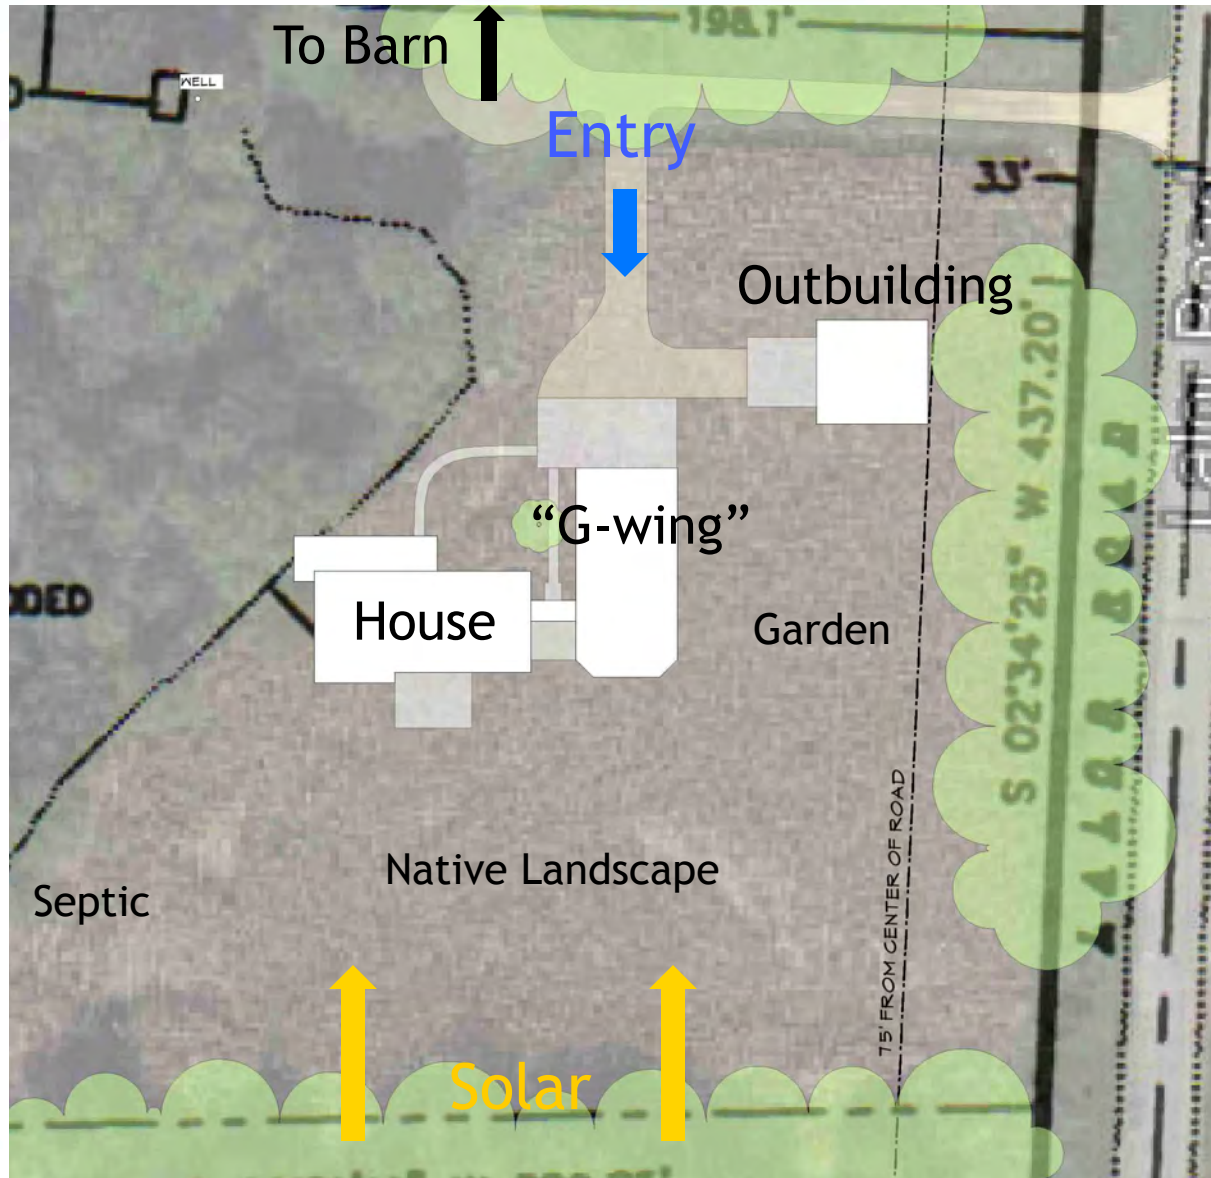 198.1'
To Barn
WELL
Entry
33'
Outbuilding
S 02°34'25" W 437.20'
“G-wing”
House
Garden
75' FROM CENTER OF ROAD
Native Landscape
Septic
Solar